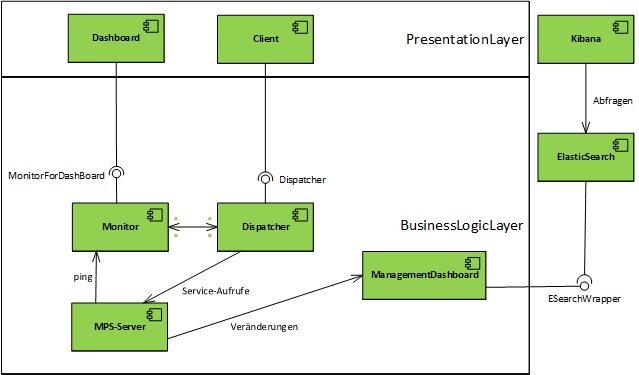 Dashboard
Client
PresentationLayer
Kibana
Abfragen
ElasticSearch
MonitorForDashBoard
Dispatcher
Monitor
Dispatcher
BusinessLogicLayer
ping
Service-Aufrufe
ManagementDashboard
ESearchWrapper
MPS-Server
Veränderungen